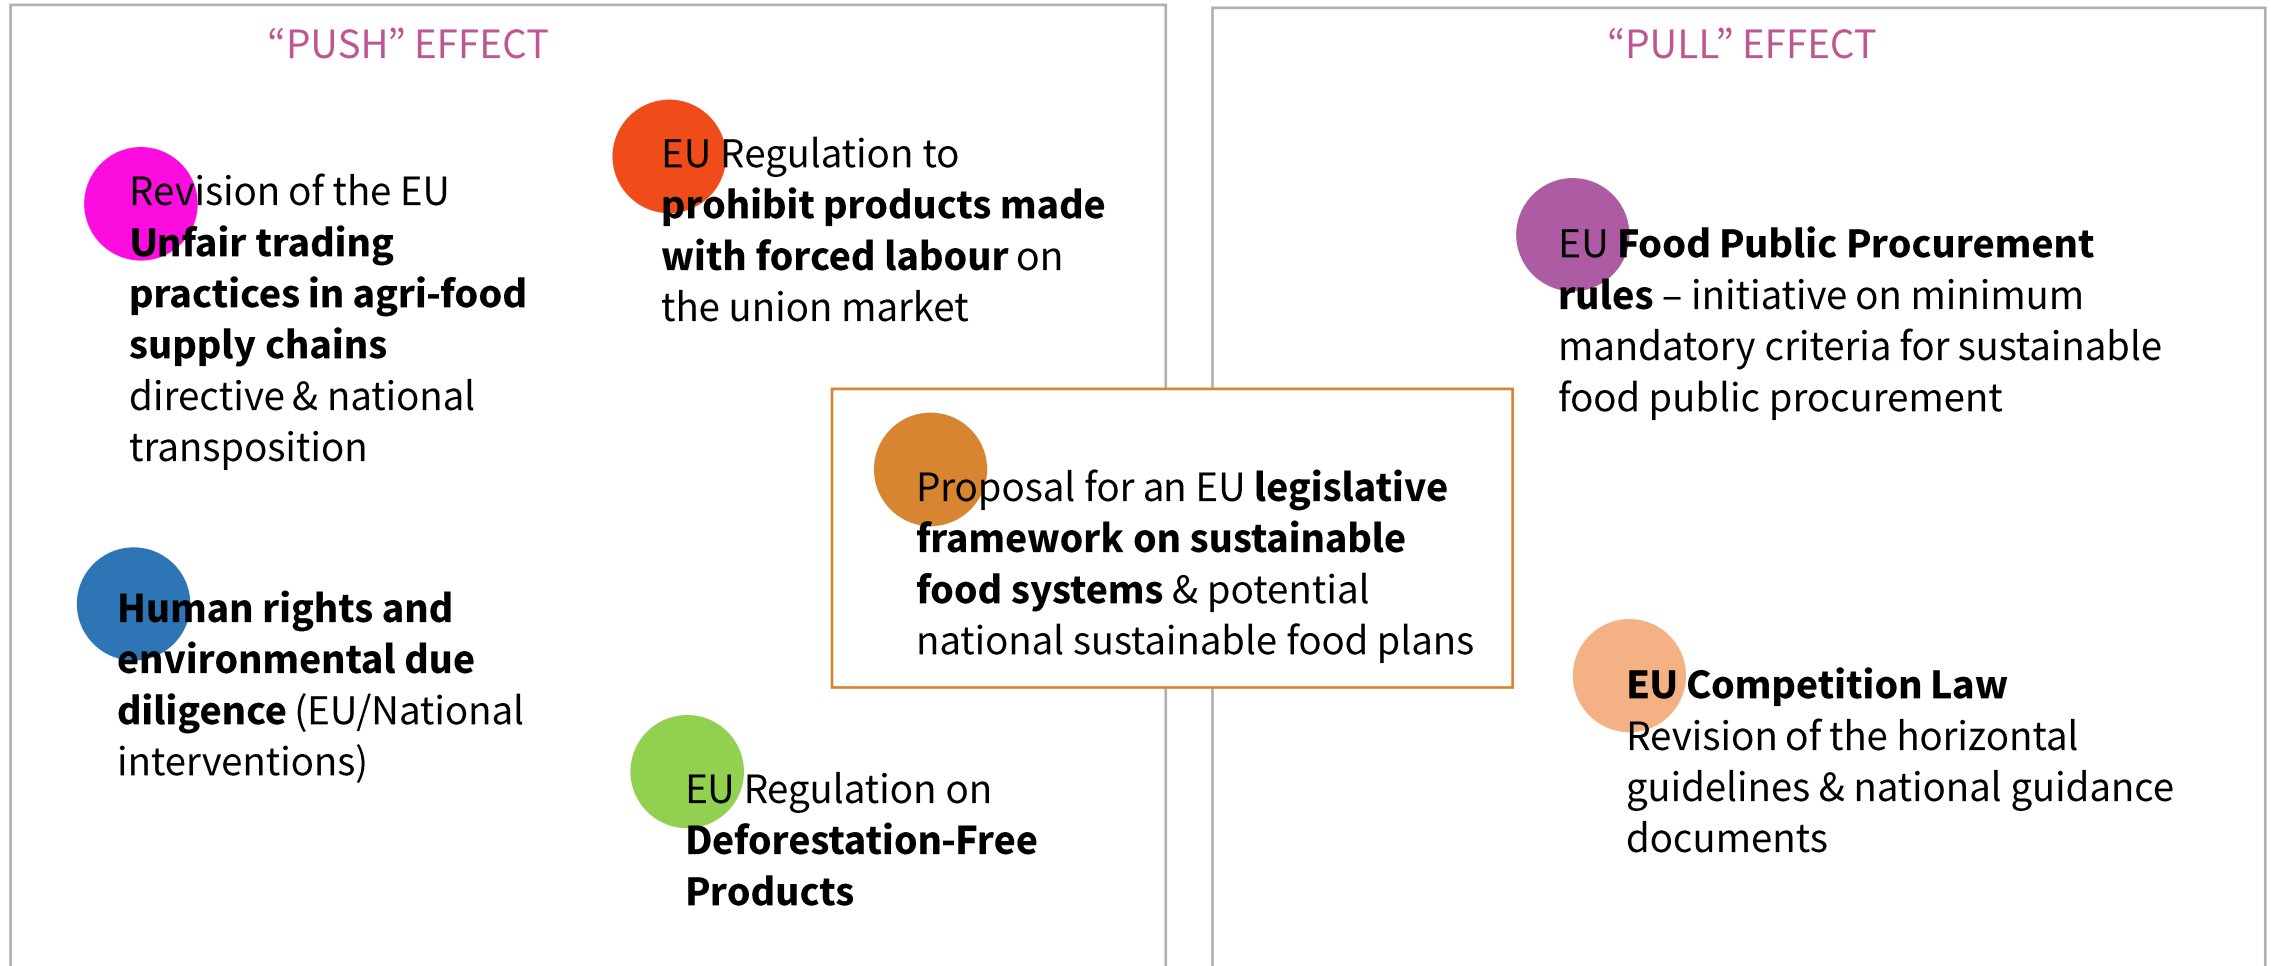 “PUSH” EFFECT
Revision of the EU
Unfair trading
practices in agri-food
supply chains
directive & national
transposition
EU Regulation to
prohibit products made
with forced labour on
the union market
Human rights and
environmental due
diligence (EU/National
interventions)
EU Regulation on
Deforestation-Free
Products
Proposal for an EU legislative
framework on sustainable
food systems & potential
national sustainable food plans
“PULL” EFFECT
EU Food Public Procurement
rules – initiative on minimum
mandatory criteria for sustainable
food public procurement
EU Competition Law
Revision of the horizontal
guidelines & national guidance
documents